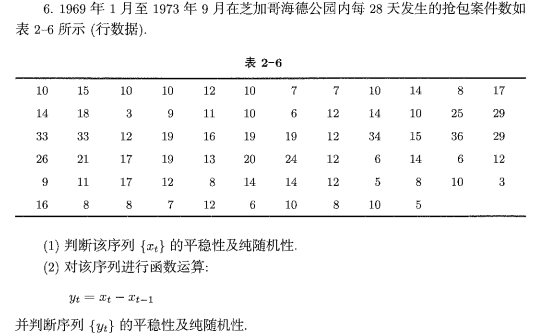 6. 1969 年 1 月至 1973 年 9 月在芝加哥海德公园内每 28 天发生的抢包案件数如
表 2-6 所示 (行数据).
表 2-6
10 15 10 10 12 10 7 7 10 14 8 17
14 18 3 9 11 10 6 12 14 10 25 29
33 33 12 19 16 19 19 12 34 15 36 29
26 21 17 19 13 20 24 12 6 14 6 12
9 11 17 12 8 14 14 12 5 8 10 3
16 8 8 7 12 6 10 8 10 5
(1) 判断该序列 {xₜ} 的平稳性及纯随机性.
(2) 对该序列进行函数运算:
yₜ = xₜ − xₜ₋₁
并判断序列 {yₜ} 的平稳性及纯随机性.